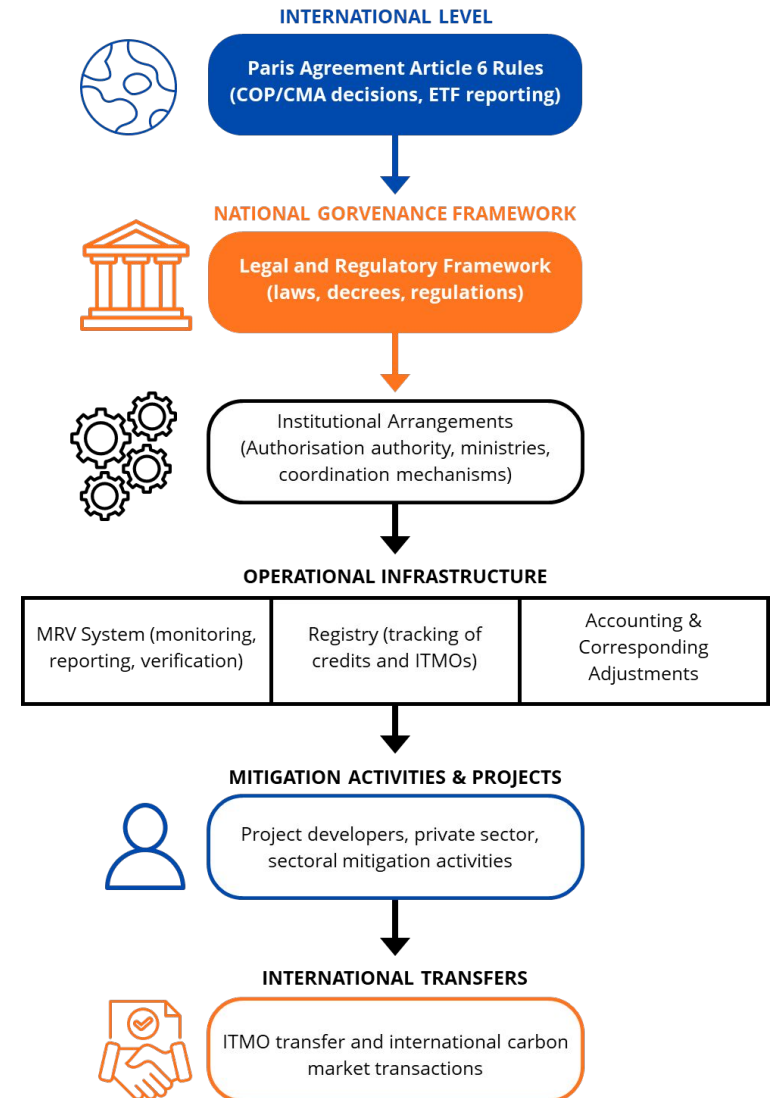 INTERNATIONAL LEVEL
Paris Agreement Article 6 Rules
(COP/CMA decisions, ETF reporting)
NATIONAL GORVENANCE FRAMEWORK
Legal and Regulatory Framework
(laws, decrees, regulations)
Institutional Arrangements
(Authorisation authority, ministries,
coordination mechanisms)
OPERATIONAL INFRASTRUCTURE
MRV System (monitoring,
reporting, verification)
Registry (tracking of
credits and ITMOs)
Accounting &
Corresponding
Adjustments
MITIGATION ACTIVITIES & PROJECTS
Project developers, private sector,
sectoral mitigation activities
INTERNATIONAL TRANSFERS
ITMO transfer and international carbon
market transactions